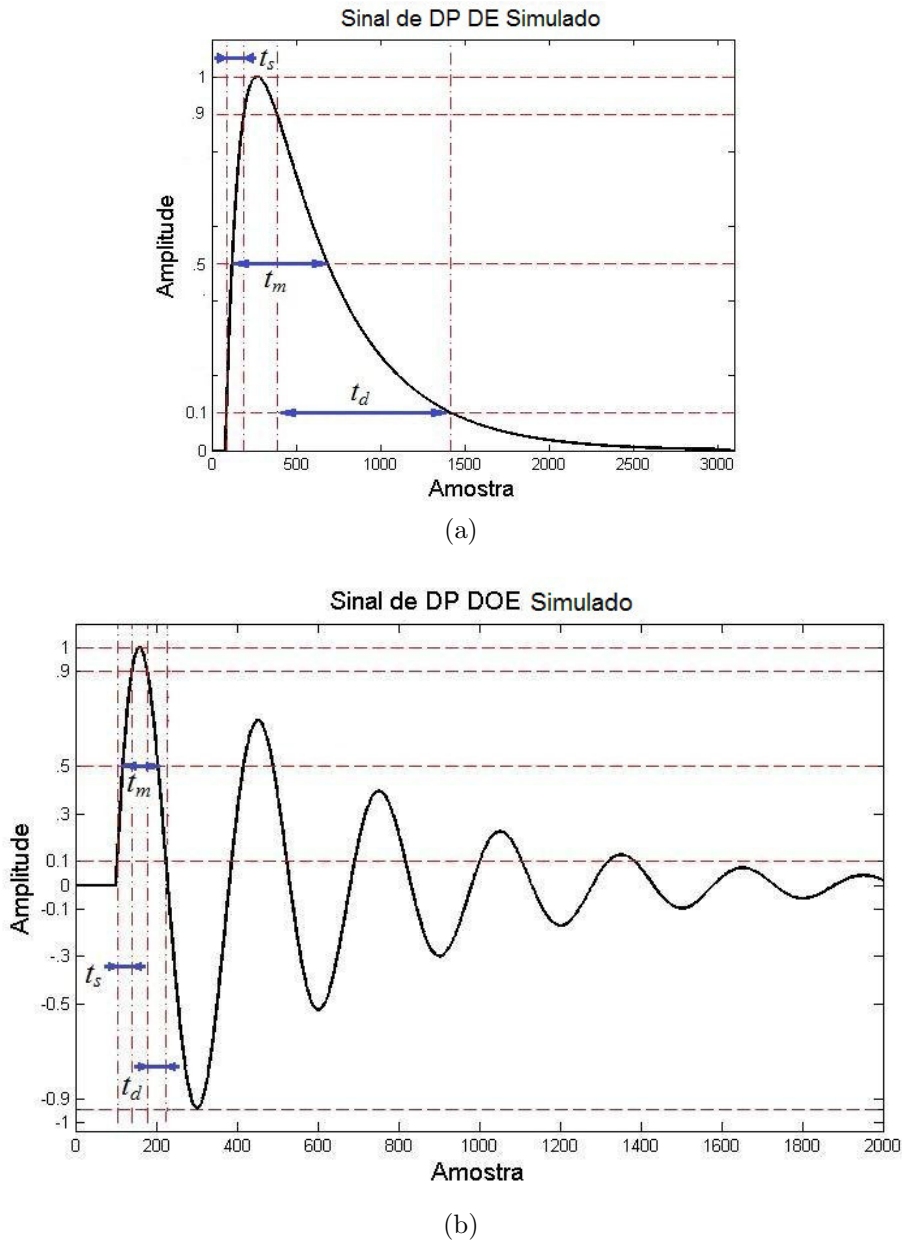 Sinal de DP DE Simulado
t_s
1
.9
Amplitude
.5
t_m
t_d
0.1
0
0 500 1000 1500 2000 2500 3000
Amostra
(a)
Sinal de DP DOE Simulado
1
.9
.5
t_m
.3
Amplitude
0.1
0
-0.1
-.3
t_s
-0.5
t_d
-0.9
-1
0 200 400 600 800 1000 1200 1400 1600 1800 2000
Amostra
(b)